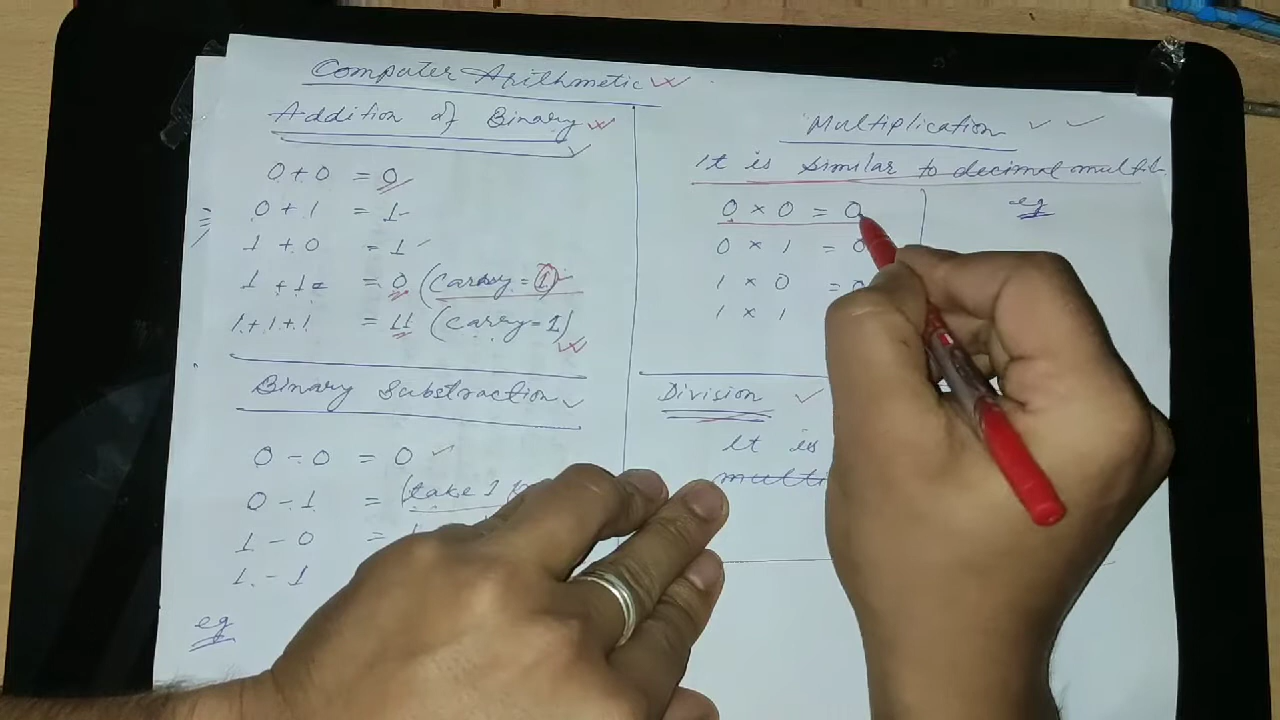 Computer Arithmetic
Addition of Binary
0 + 0 = 0
0 + 1 = 1
1 + 0 = 1
1 + 1 = 0 (Carry = 1)
1 + 1 + 1 = 11 (Carry = 1)
Binary Substraction
0 - 0 = 0
0 - 1 = (take 1
1 - 0 =
1 - 1
eg
Multiplication
It is similar to decimal
0 × 0 = 0
0 × 1 = 0
1 × 0 = 0
1 × 1
eg
Division
It is